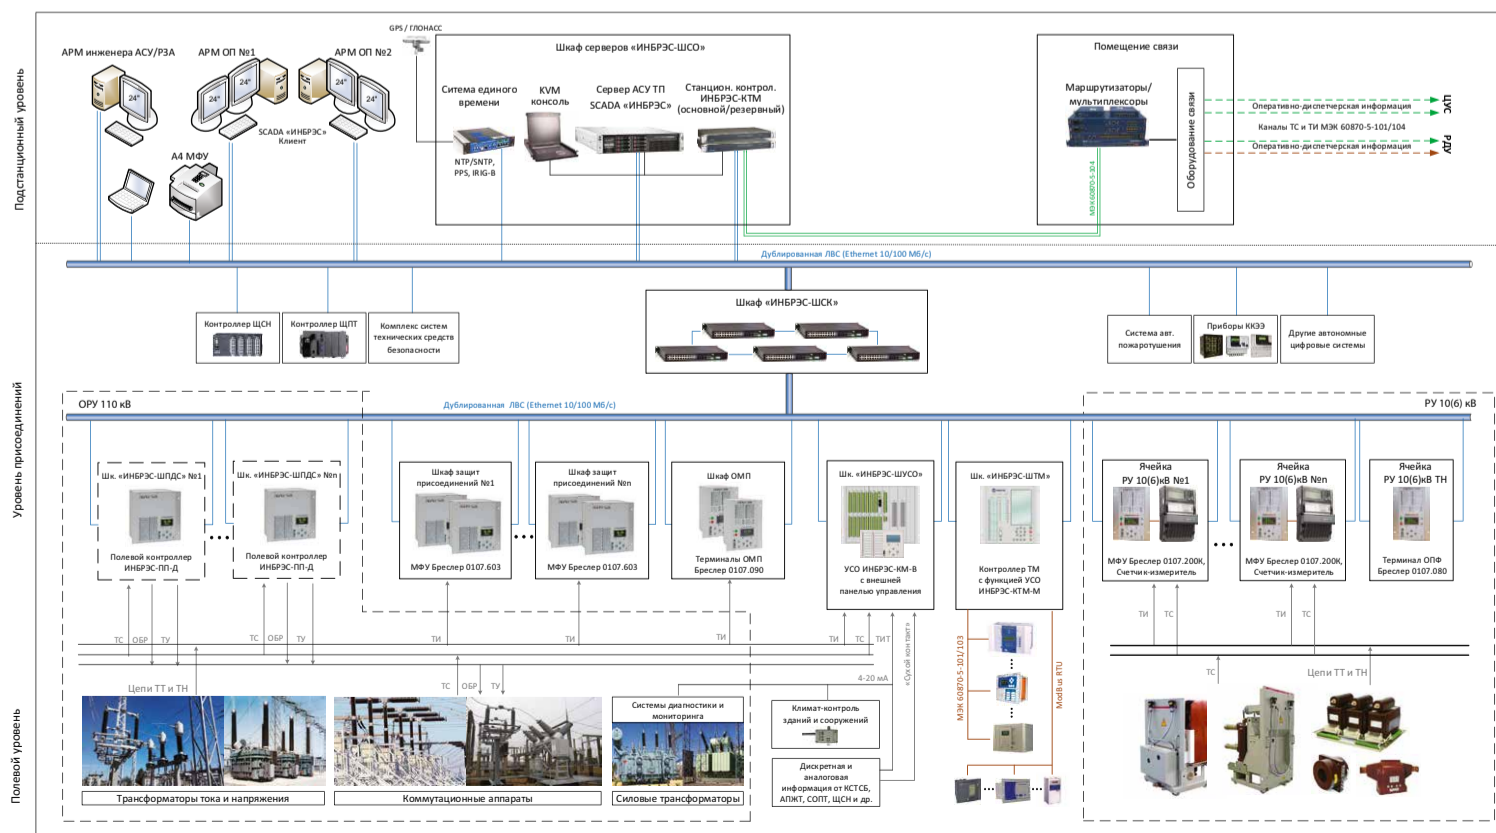 Подстанционный уровень
АРМ инженера АСУ/РЗА
АРМ ОП №1
АРМ ОП №2
24"
24"
24"
24"
24"
SCADA «ИНБРЭС»
Клиент
А4 МФУ
GPS / ГЛОНАСС
Шкаф серверов «ИНБРЭС-ШСО»
Ситема единого
времени
NTP/SNTP,
PPS, IRIG-B
KVM
консоль
Сервер АСУ ТП
SCADA «ИНБРЭС»
Станцион. контрол.
ИНБРЭС-КТМ
(основной/резервный)
Помещение связи
Маршрутизаторы/
мультиплексоры
МЭК 60870-5-104
Оборудование связи
Оперативно-диспетчерская информация
Каналы ТС и ТИ МЭК 60870-5-101/104
Оперативно-диспетчерская информация
ЦУС
РДУ
Дублированная ЛВС (Ethernet 10/100 Мб/с)
Уровень присоединений
Контроллер ЩСН
Контроллер ЩПТ
Комплекс систем
технических средств
безопасности
Шкаф «ИНБРЭС-ШСК»
Система авт.
пожаротушения
Приборы ККЭЭ
Другие автономные
цифровые системы
ОРУ 110 кВ
Дублированная ЛВС (Ethernet 10/100 Мб/с)
РУ 10(6) кВ
Шк. «ИНБРЭС-ШПДС» №1
Полевой контроллер
ИНБРЭС-ПП-Д
Шк. «ИНБРЭС-ШПДС» №n
Полевой контроллер
ИНБРЭС-ПП-Д
Шкаф защит
присоединений №1
МФУ Бреслер 0107.603
Шкаф защит
присоединений №n
МФУ Бреслер 0107.603
Шкаф ОМП
Терминалы ОМП
Бреслер 0107.090
Шк. «ИНБРЭС-ШУСО»
УСО ИНБРЭС-КМ-В
с внешней
панелью управления
Шк. «ИНБРЭС-ШТМ»
Контроллер ТМ
с функцией УСО
ИНБРЭС-КТМ-М
Ячейка
РУ 10(6)кВ №1
МФУ Бреслер 0107.200К,
Счетчик-измеритель
Ячейка
РУ 10(6)кВ №n
МФУ Бреслер 0107.200К,
Счетчик-измеритель
Ячейка
РУ 10(6)кВ ТН
Терминал ОПФ
Бреслер 0107.080
ТС
ОБР
ТУ
ТС
ОБР
ТУ
ТИ
ТИ
ТИ
ТИ
ТС
ТИТ
«Сухой контакт»
МЭК 60870-5-101/103
ModBus RTU
ТИ
ТС
ТИ
ТС
Полевой уровень
Цепи ТТ и ТН
ТС
ОБР
ТУ
4-20 мА
ТС
Цепи ТТ и ТН
Трансформаторы тока и напряжения
Коммутационные аппараты
Системы диагностики и
мониторинга
Силовые трансформаторы
Климат-контроль
зданий и сооружений
Дискретная и
аналоговая
информация от КСТСБ,
АПЖТ, СОПТ, ЩСН и др.